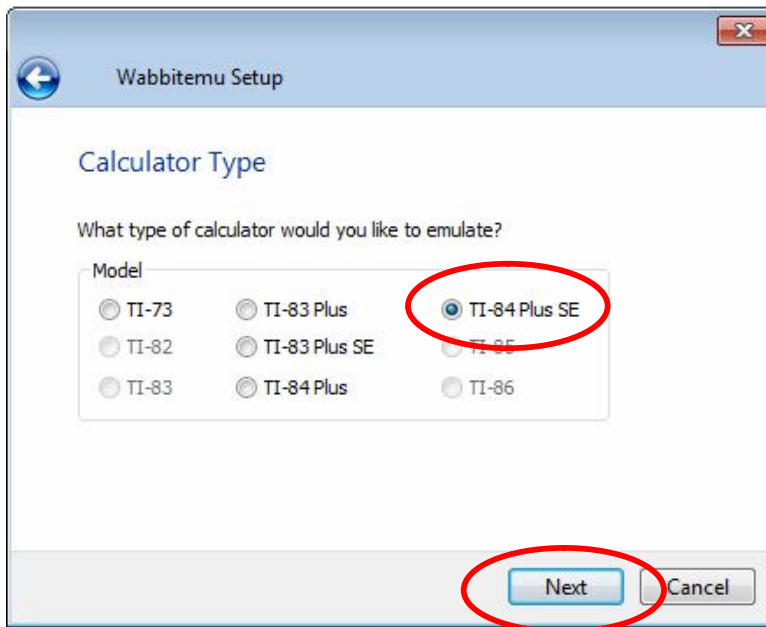 Wabbitemu Setup
Calculator Type
What type of calculator would you like to emulate?
Model
TI-73 TI-83 Plus TI-84 Plus SE
TI-82 TI-83 Plus SE TI-85
TI-83 TI-84 Plus TI-86
Next Cancel